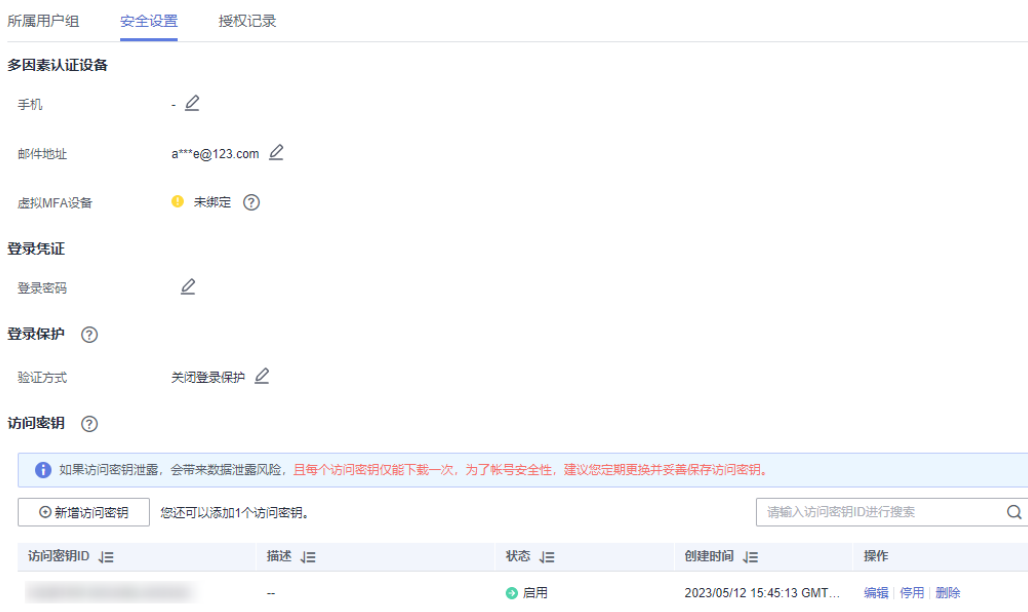 所属用户组 安全设置 授权记录
多因素认证设备
手机 -
邮件地址 a***e@123.com
虚拟MFA设备 未绑定
登录凭证
登录密码
登录保护
验证方式 关闭登录保护
访问密钥
如果访问密钥泄露，会带来数据泄露风险，且每个访问密钥仅能下载一次，为了帐号安全性，建议您定期更换并妥善保存访问密钥。
新增访问密钥 您还可以添加1个访问密钥。 请输入访问密钥ID进行搜索
访问密钥ID 描述 状态 创建时间 操作
-- 启用 2023/05/12 15:45:13 GMT... 编辑 停用 删除